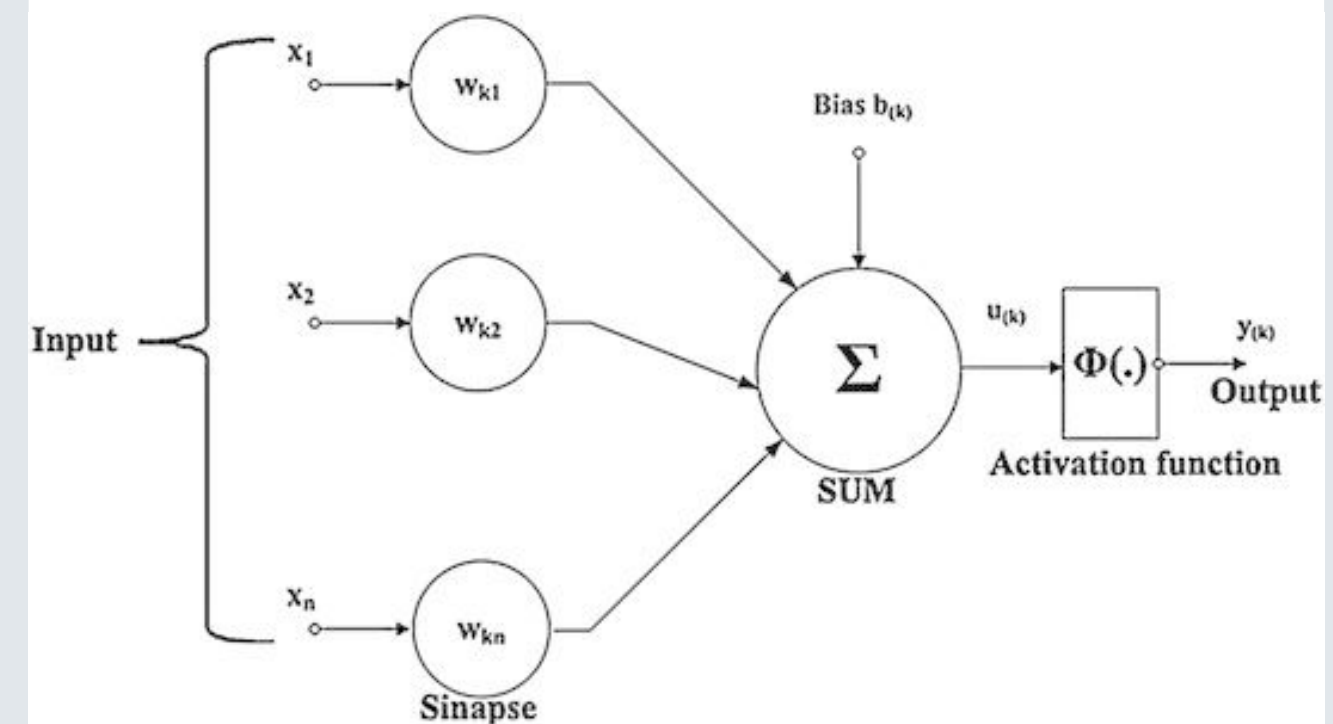 x1
wk1
Bias b(k)
x2
wk2
Input
Σ
u(k)
Φ(.)
y(k)
Output
Activation function
SUM
xn
wkn
Sinapse